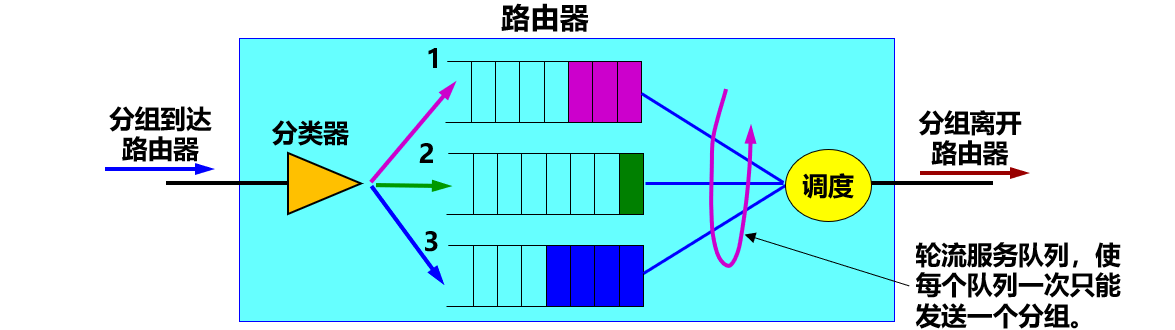 路由器
1
分组到达
路由器
分类器
2
3
调度
分组离开
路由器
轮流服务队列，使
每个队列一次只能
发送一个分组。